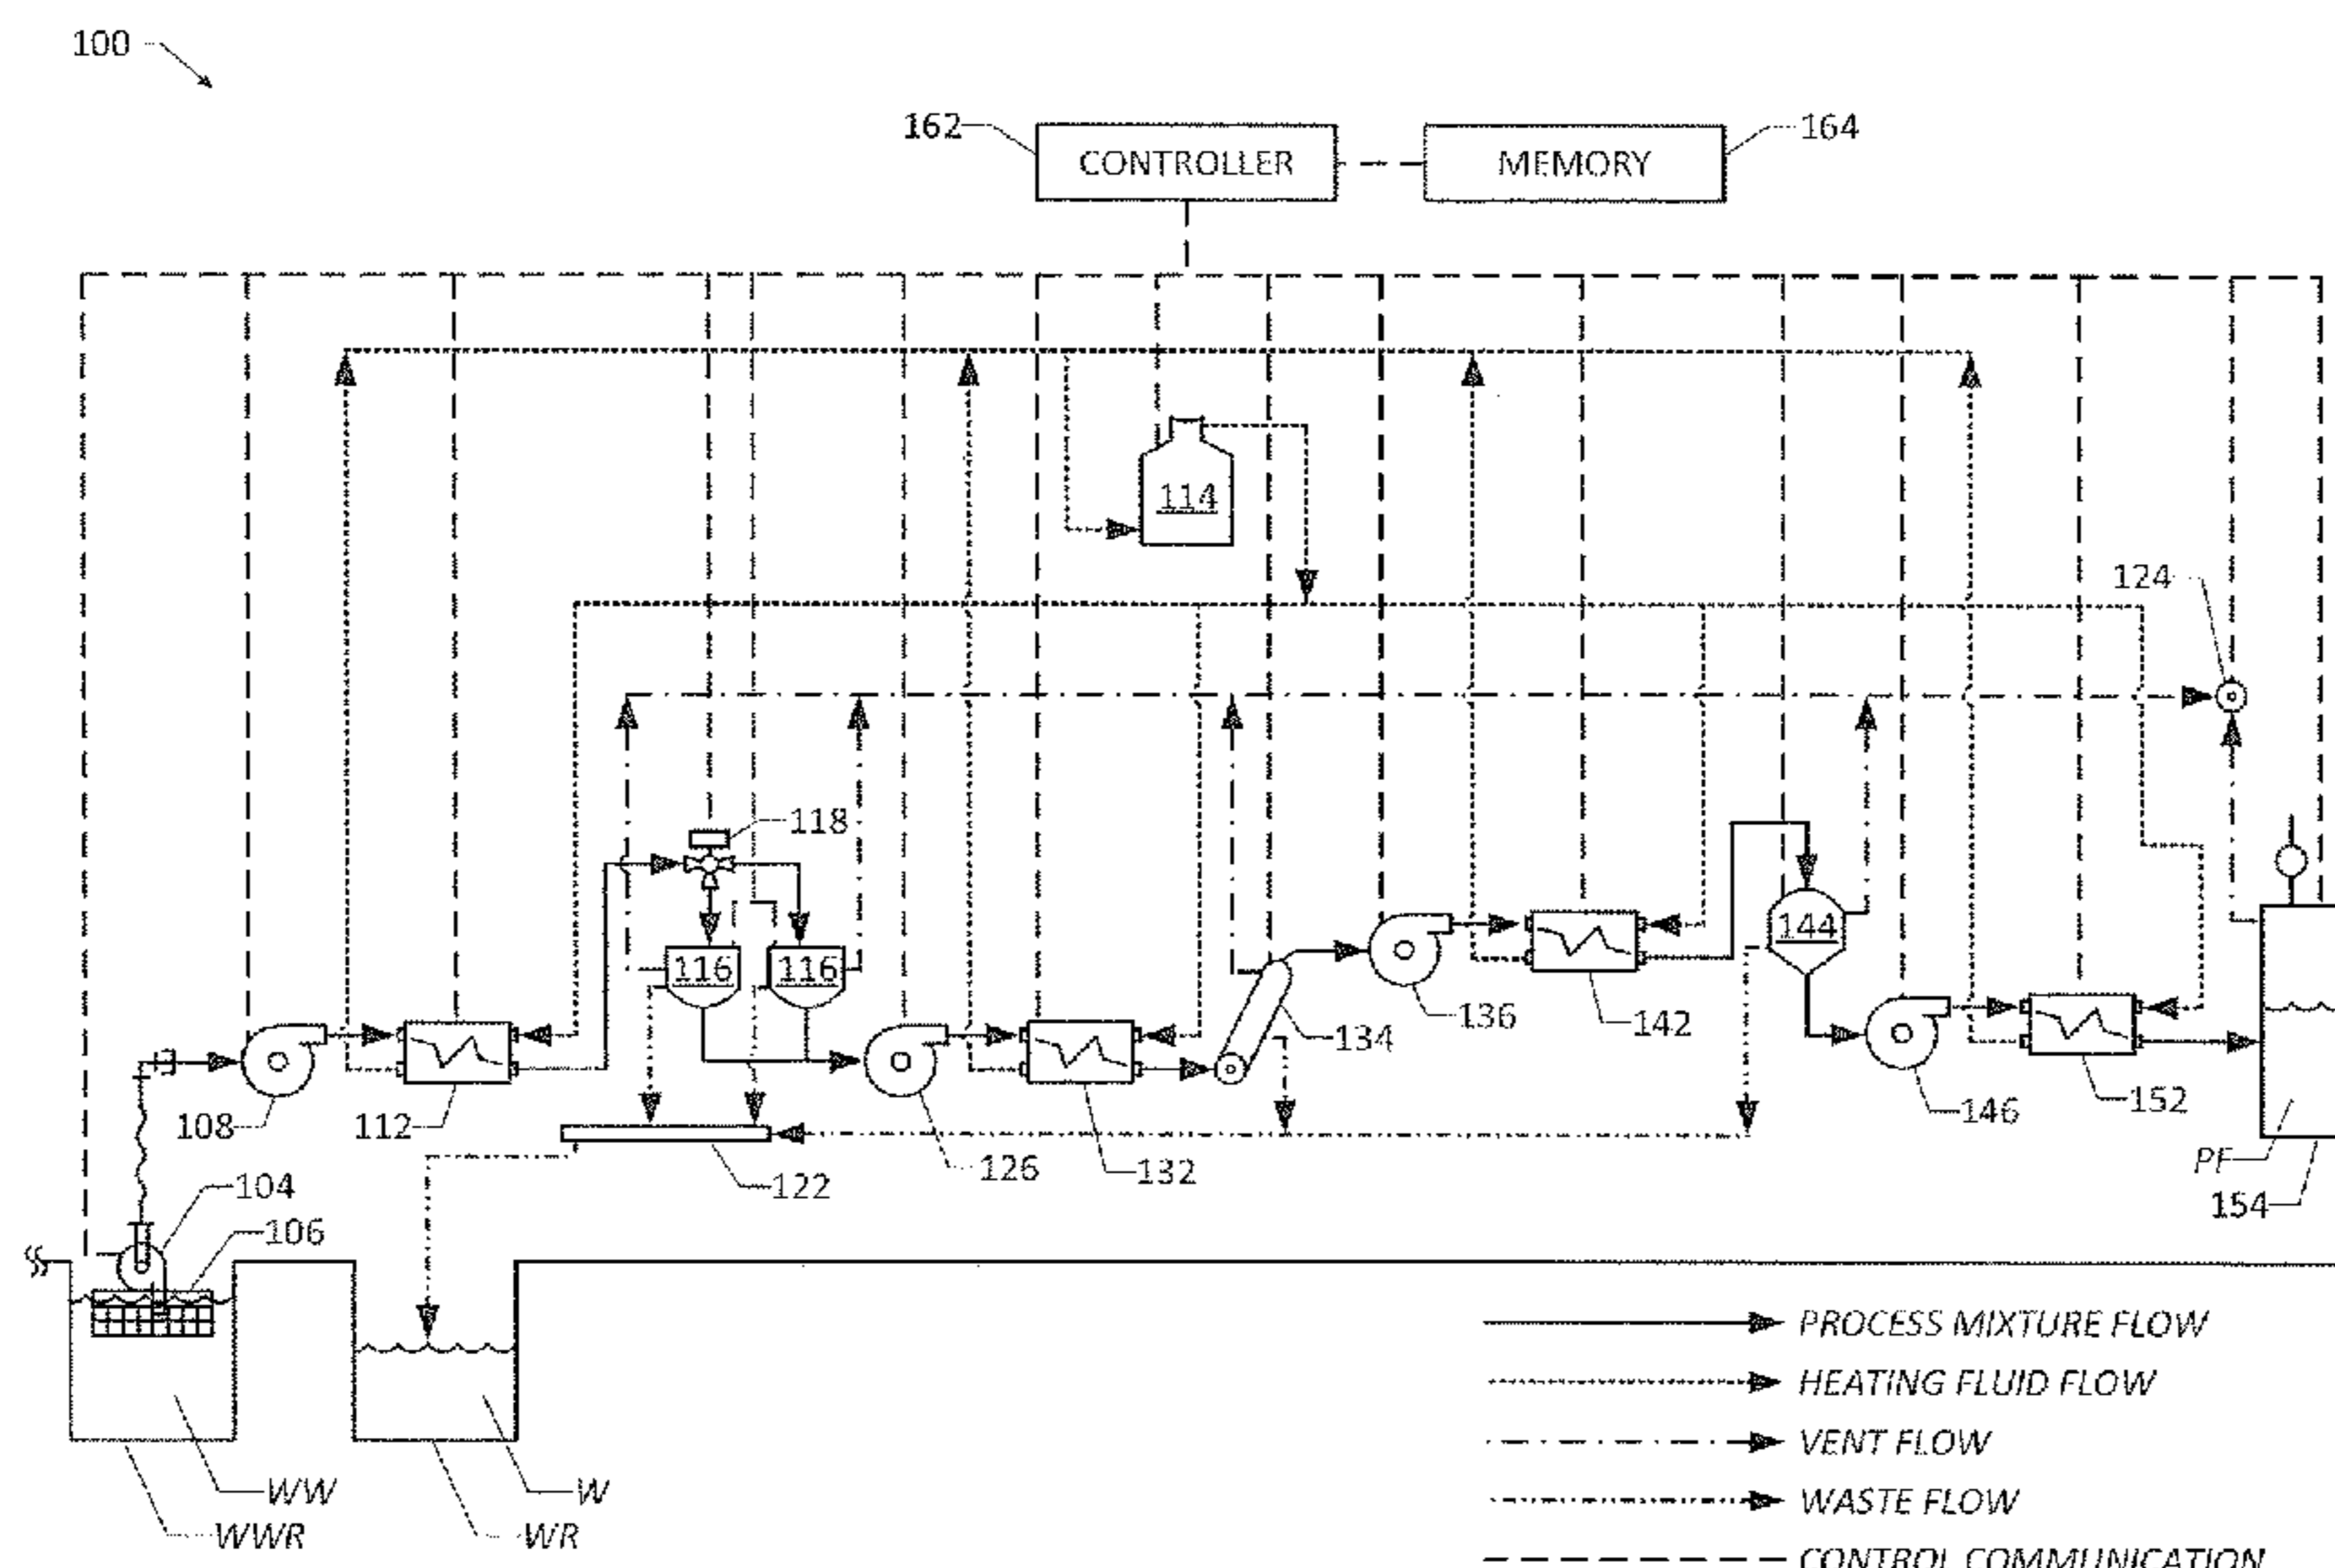 100
162
CONTROLLER
MEMORY
164
114
124
118
116
116
144
134
136
142
108
112
126
132
146
152
122
PF
154
104
106
PROCESS MIXTURE FLOW
HEATING FLUID FLOW
VENT FLOW
WW
W
WASTE FLOW
WWR
WR
CONTROL COMMUNICATION